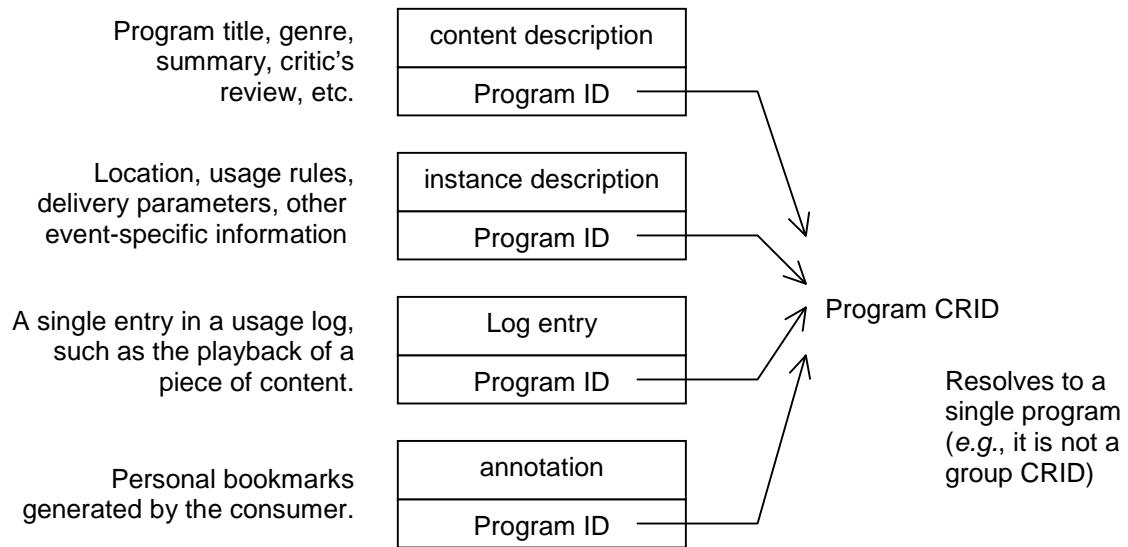 Program title, genre,
summary, critic's
review, etc.
content description
Program ID
Location, usage rules,
delivery parameters, other
event-specific information
instance description
Program ID
A single entry in a usage log,
such as the playback of a
piece of content.
Log entry
Program ID
Program CRID
Resolves to a
single program
(e.g., it is not a
group CRID)
Personal bookmarks
generated by the consumer.
annotation
Program ID